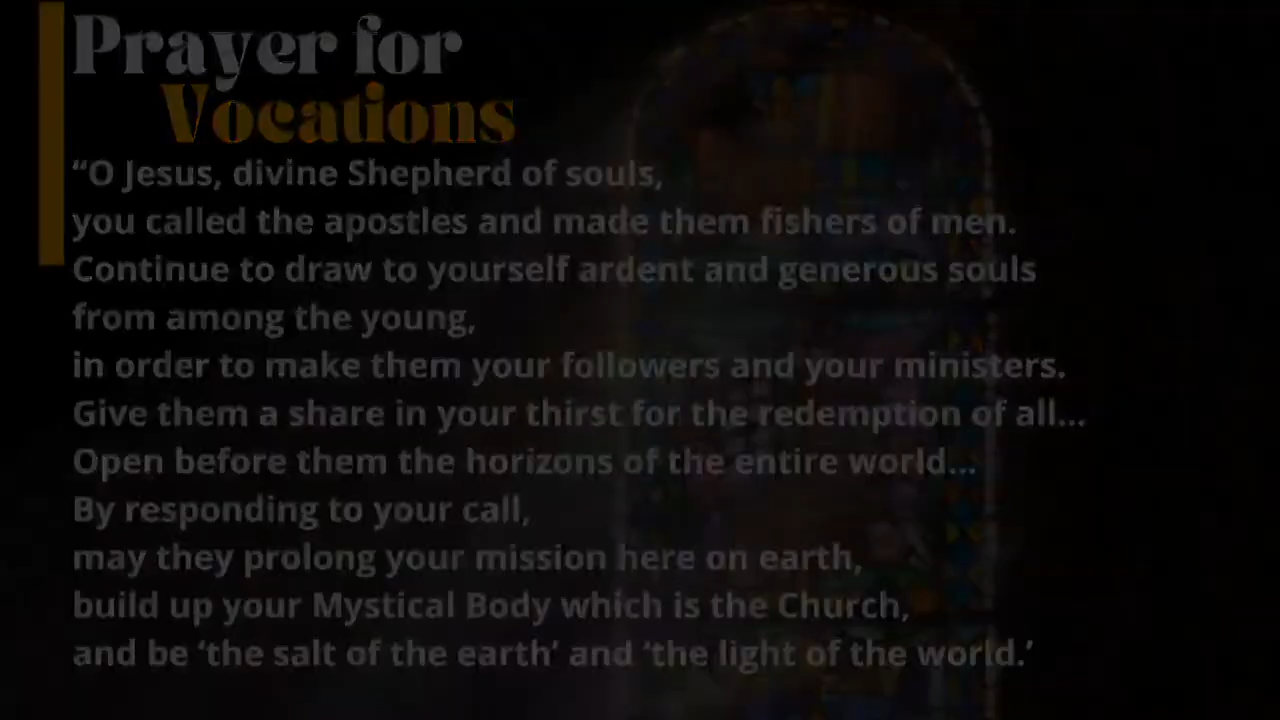 Prayer for
Vocations
“O Jesus, divine Shepherd of souls,
you called the apostles and made them fishers of men.
Continue to draw to yourself ardent and generous souls
from among the young,
in order to make them your followers and your ministers.
Give them a share in your thirst for the redemption of all...
Open before them the horizons of the entire world...
By responding to your call,
may they prolong your mission here on earth,
build up your Mystical Body which is the Church,
and be ‘the salt of the earth’ and ‘the light of the world.’